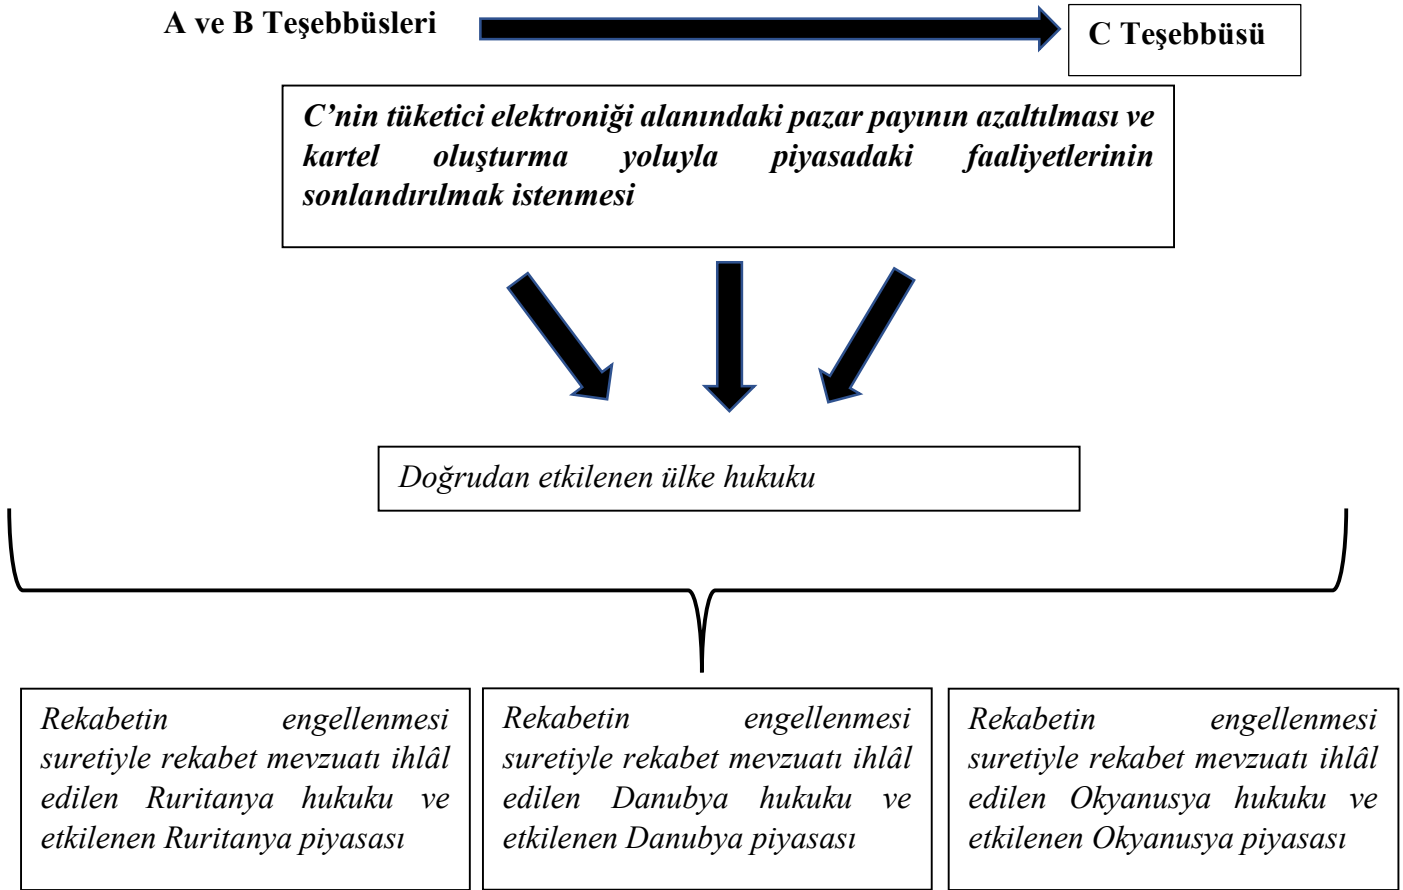 A ve B Teşebbüsleri
C Teşebbüsü
C’nin tüketici elektroniği alanındaki pazar payının azaltılması ve
kartel oluşturma yoluyla piyasadaki faaliyetlerinin
sonlandırılmak istenmesi
Doğrudan etkilenen ülke hukuku
Rekabetin engellenmesi
suretiyle rekabet mevzuatı ihlâl
edilen Ruritanya hukuku ve
etkilenen Ruritanya piyasası
Rekabetin engellenmesi
suretiyle rekabet mevzuatı ihlâl
edilen Danubya hukuku ve
etkilenen Danubya piyasası
Rekabetin engellenmesi
suretiyle rekabet mevzuatı ihlâl
edilen Okyanusya hukuku ve
etkilenen Okyanusya piyasası